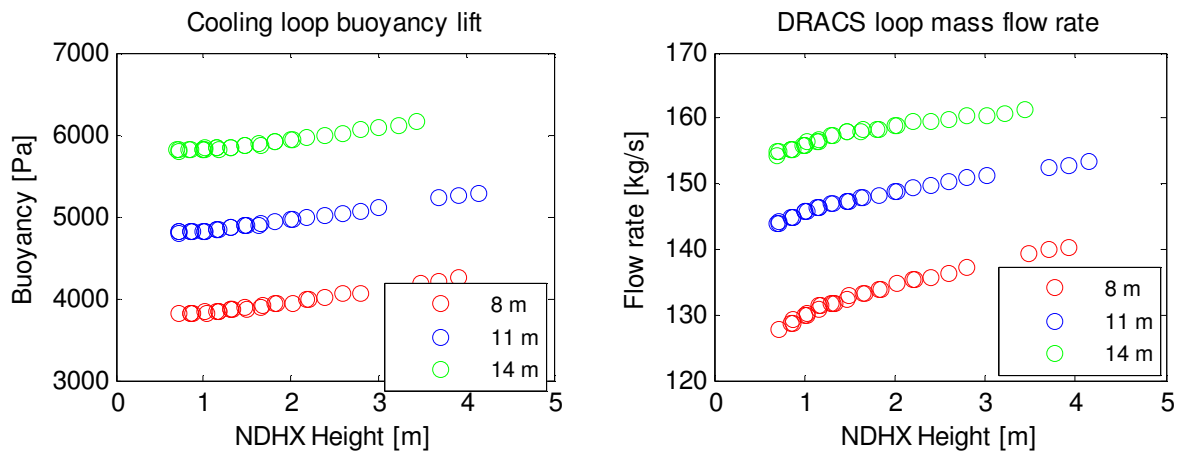 Cooling loop buoyancy lift
7000
6000
5000
4000
3000
Buoyancy [Pa]
0 1 2 3 4 5
NDHX Height [m]
8 m
11 m
14 m
DRACS loop mass flow rate
170
160
150
140
130
120
Flow rate [kg/s]
0 1 2 3 4 5
NDHX Height [m]
8 m
11 m
14 m